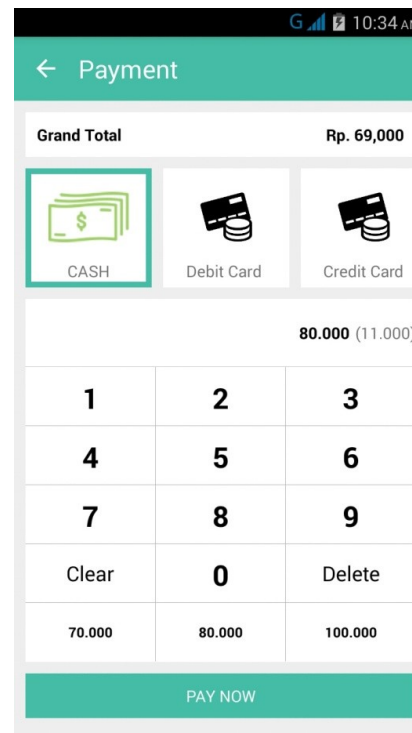 G 10:34 AM
Payment
Grand Total Rp. 69,000
$
CASH Debit Card Credit Card
80.000 (11.000)
1 2 3
4 5 6
7 8 9
Clear 0 Delete
70.000 80.000 100.000
PAY NOW